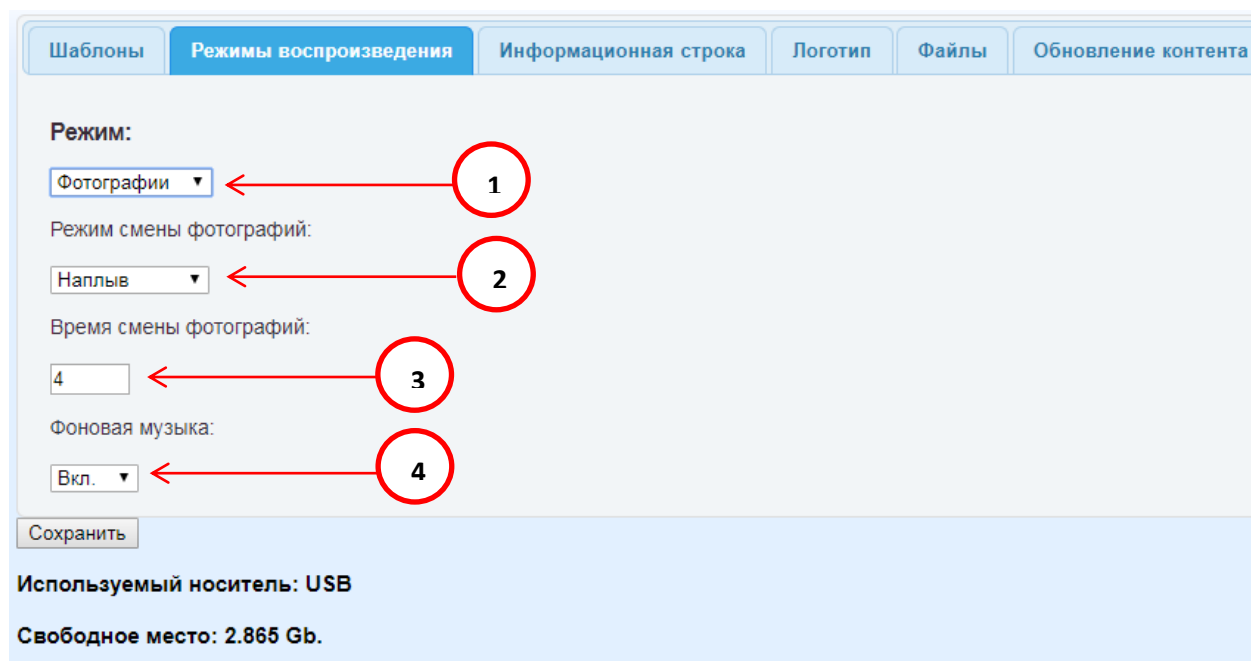 Шаблоны Режимы воспроизведения Информационная строка Логотип Файлы Обновление контента
Режим:
Фотографии
1
Режим смены фотографий:
Наплыв
2
Время смены фотографий:
4
3
Фоновая музыка:
Вкл.
4
Сохранить
Используемый носитель: USB
Свободное место: 2.865 Gb.